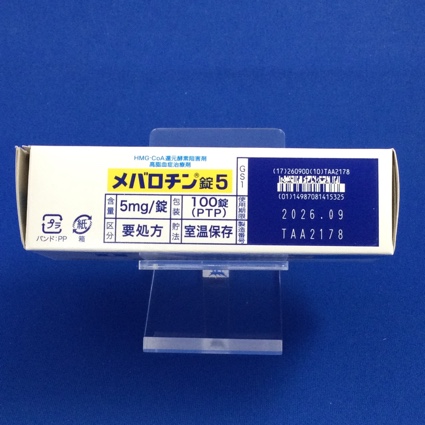 HMG-CoA還元酵素阻害剤
高脂血症治療剤
メバロチン®錠5
含量 5mg/錠 包装 100錠(PTP)
区分 要処方 貯法 室温保存
プラ
バンド:PP
紙
箱
GS1
(17)260900(10)TAA2178
(01)14987081415325
使用期限 2026.09
製造番号 TAA2178